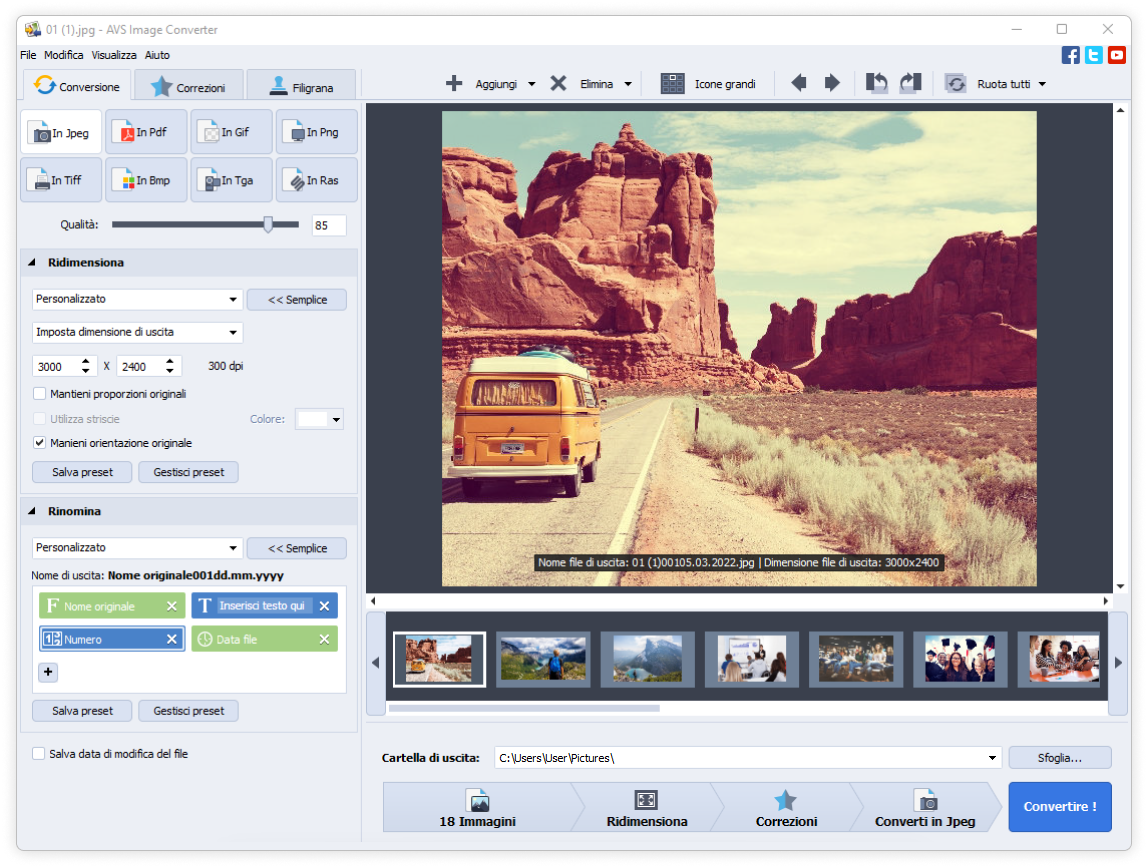 01 (1).jpg - AVS Image Converter
File Modifica Visualizza Aiuto
Conversione Correzioni Filigrana
Aggiungi Elimina Icone grandi Ruota tutti
In Jpeg In Pdf In Gif In Png
In Tiff In Bmp In Tga In Ras
Qualità: 85
Ridimensiona
Personalizzato << Semplice
Imposta dimensione di uscita
3000 X 2400 300 dpi
Mantieni proporzioni originali
Utilizza striscie Colore:
Manieni orientazione originale
Salva preset Gestisci preset
Rinomina
Personalizzato << Semplice
Nome di uscita: Nome originale001dd.mm.yyyy
F Nome originale T Inserisci testo qui
Numero Data file
+
Salva preset Gestisci preset
Salva data di modifica del file
Nome file di uscita: 01 (1)00105.03.2022.jpg | Dimensione file di uscita: 3000x2400
Cartella di uscita: C:\Users\User\Pictures\ Sfoglia...
18 Immagini Ridimensiona Correzioni Converti in Jpeg Convertire !